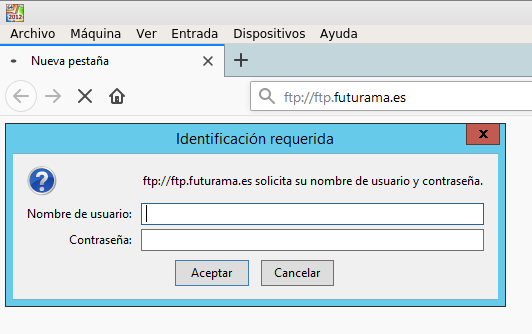 2012
Archivo Máquina Ver Entrada Dispositivos Ayuda
Nueva pestaña
ftp://ftp.futurama.es
Identificación requerida
x
ftp://ftp.futurama.es solicita su nombre de usuario y contraseña.
Nombre de usuario:
Contraseña:
Aceptar Cancelar